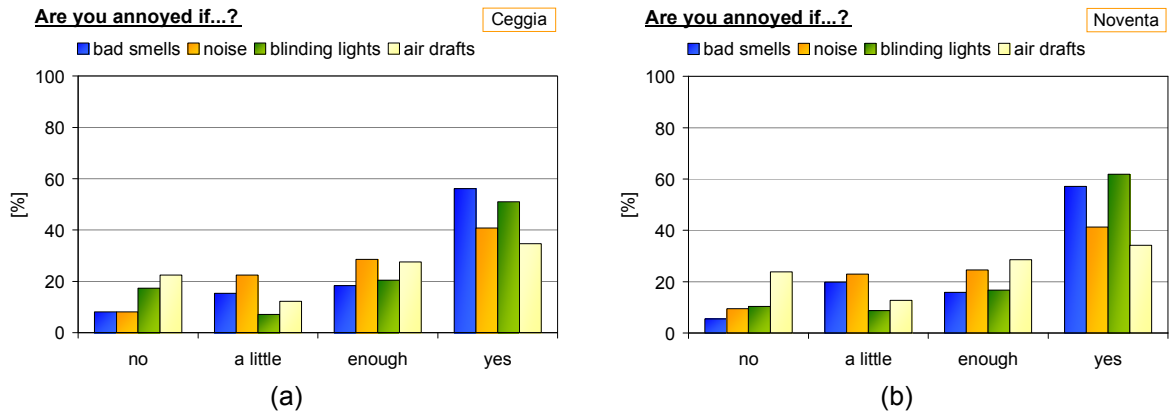 Are you annoyed if...?
Ceggia
bad smells noise blinding lights air drafts
100
80
60
40
20
0
[%]
no a little enough yes
(a)
Are you annoyed if...?
Noventa
bad smells noise blinding lights air drafts
100
80
60
40
20
0
[%]
no a little enough yes
(b)